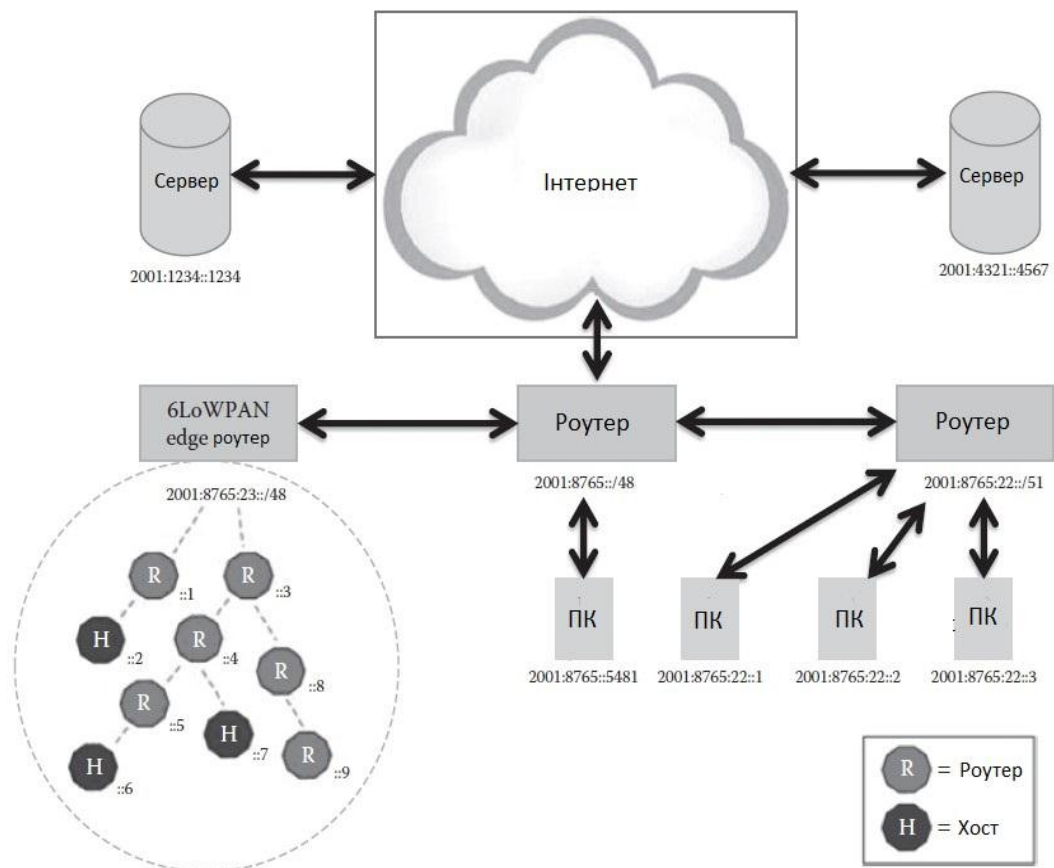 Інтернет
Сервер
Сервер
2001:1234::1234
2001:4321::4567
6LoWPAN
edge роутер
Роутер
Роутер
2001:8765:23::/48
2001:8765::/48
2001:8765:22::/51
R
::1
R
::3
H
::2
R
::4
R
::8
R
::5
H
::7
R
::9
H
::6
ПК
ПК
ПК
ПК
2001:8765::5481
2001:8765:22::1
2001:8765:22::2
2001:8765:22::3
R = Роутер
H = Хост